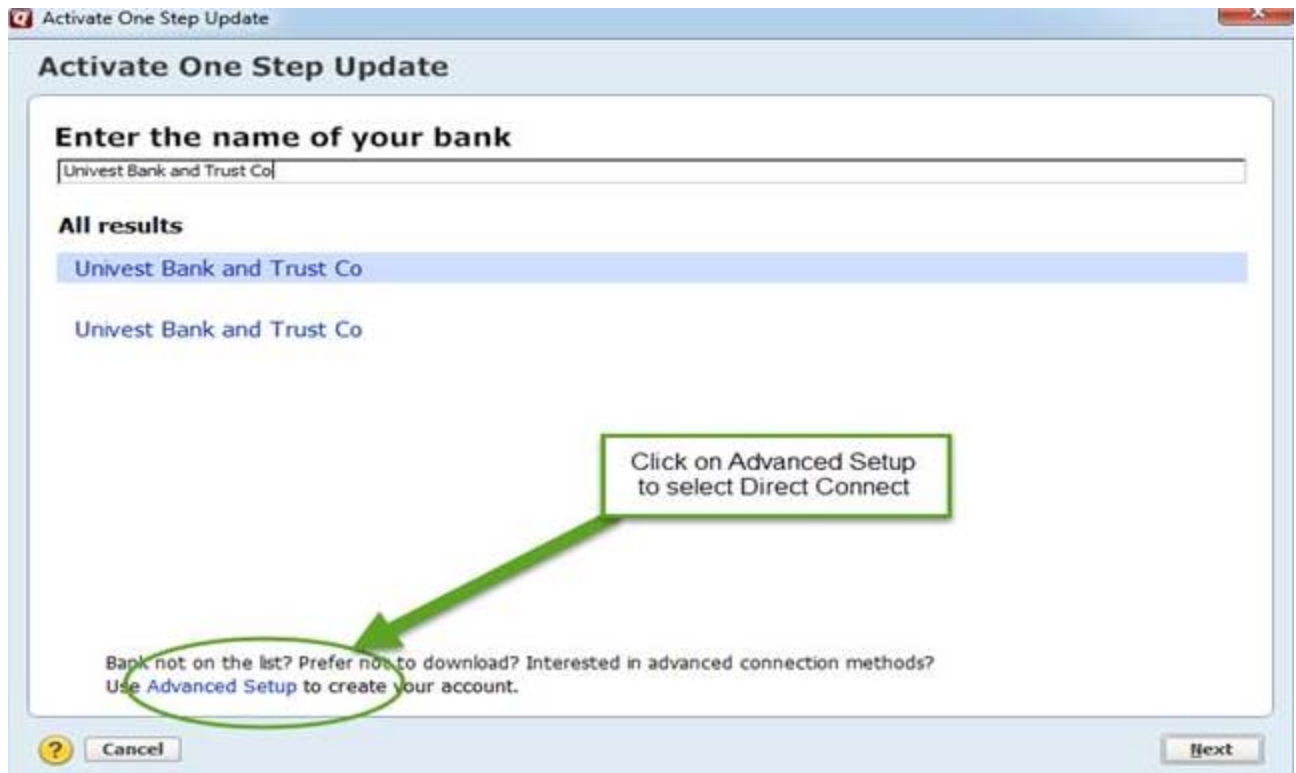 Activate One Step Update
Activate One Step Update
Enter the name of your bank
Univest Bank and Trust Co
All results
Univest Bank and Trust Co
Univest Bank and Trust Co
Click on Advanced Setup
to select Direct Connect
Bank not on the list? Prefer not to download? Interested in advanced connection methods?
Use Advanced Setup to create your account.
? Cancel Next